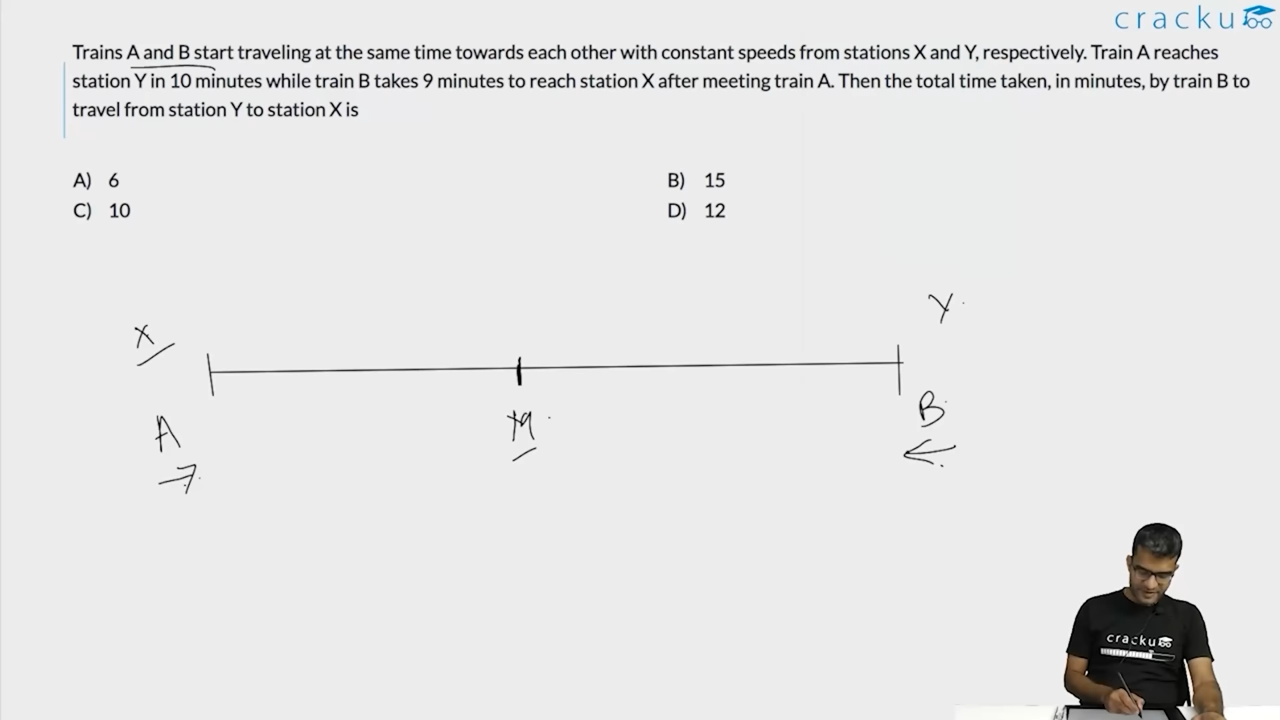 cracku
Trains A and B start traveling at the same time towards each other with constant speeds from stations X and Y, respectively. Train A reaches
station Y in 10 minutes while train B takes 9 minutes to reach station X after meeting train A. Then the total time taken, in minutes, by train B to
travel from station Y to station X is
A) 6
B) 15
C) 10
D) 12
X
Y
M
A
B
cracku